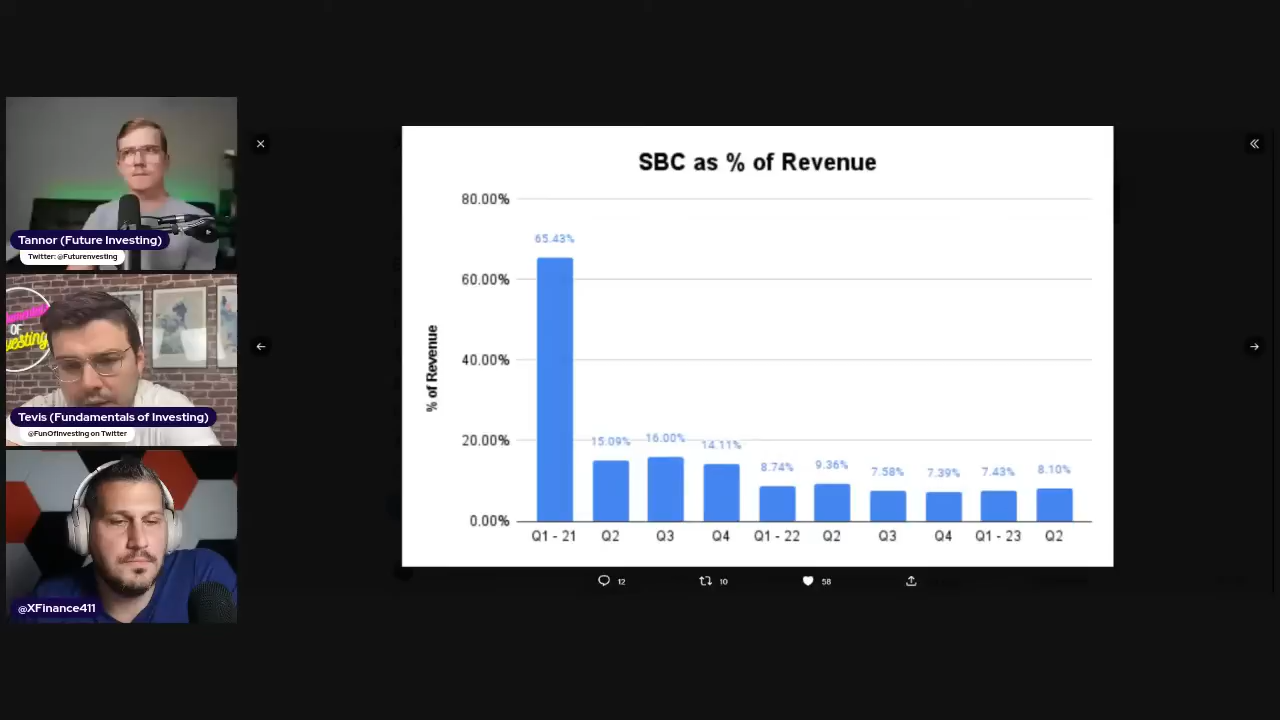 Tannor (Future Investing)
Twitter: @Futurenvesting
OF
Tevis (Fundamentals of Investing)
@FunOfInvesting on Twitter
@XFinance411
SBC as % of Revenue
% of Revenue
80.00%
60.00%
40.00%
20.00%
0.00%
65.43%
15.09%
16.00%
14.11%
8.74%
9.36%
7.58%
7.39%
7.43%
8.10%
Q1 - 21 Q2 Q3 Q4 Q1 - 22 Q2 Q3 Q4 Q1 - 23 Q2
12 10 58